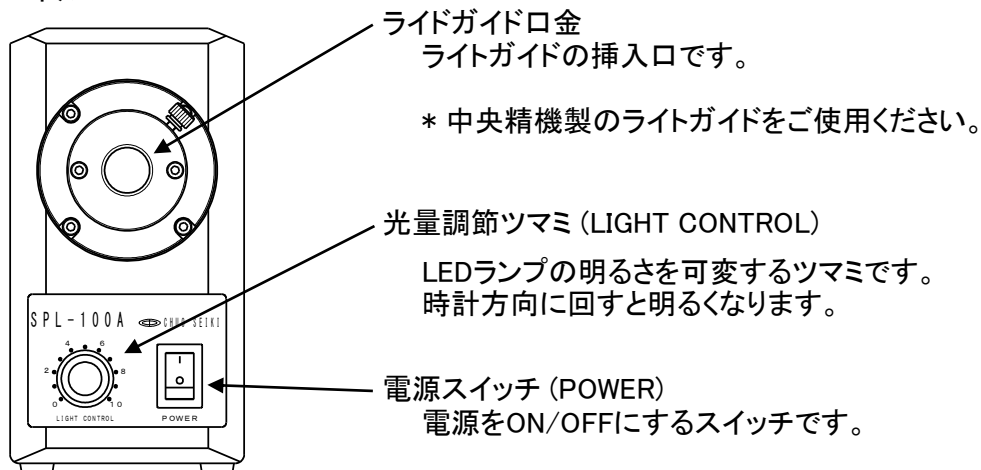 ライドガイド口金
ライトガイドの挿入口です。
* 中央精機製のライトガイドをご使用ください。
光量調節ツマミ (LIGHT CONTROL)
LEDランプの明るさを可変するツマミです。
時計方向に回すと明るくなります。
SPL-100A CHUO SEIKI
4 6
2 8
0 10
LIGHT CONTROL POWER
電源スイッチ (POWER)
電源をON/OFFにするスイッチです。